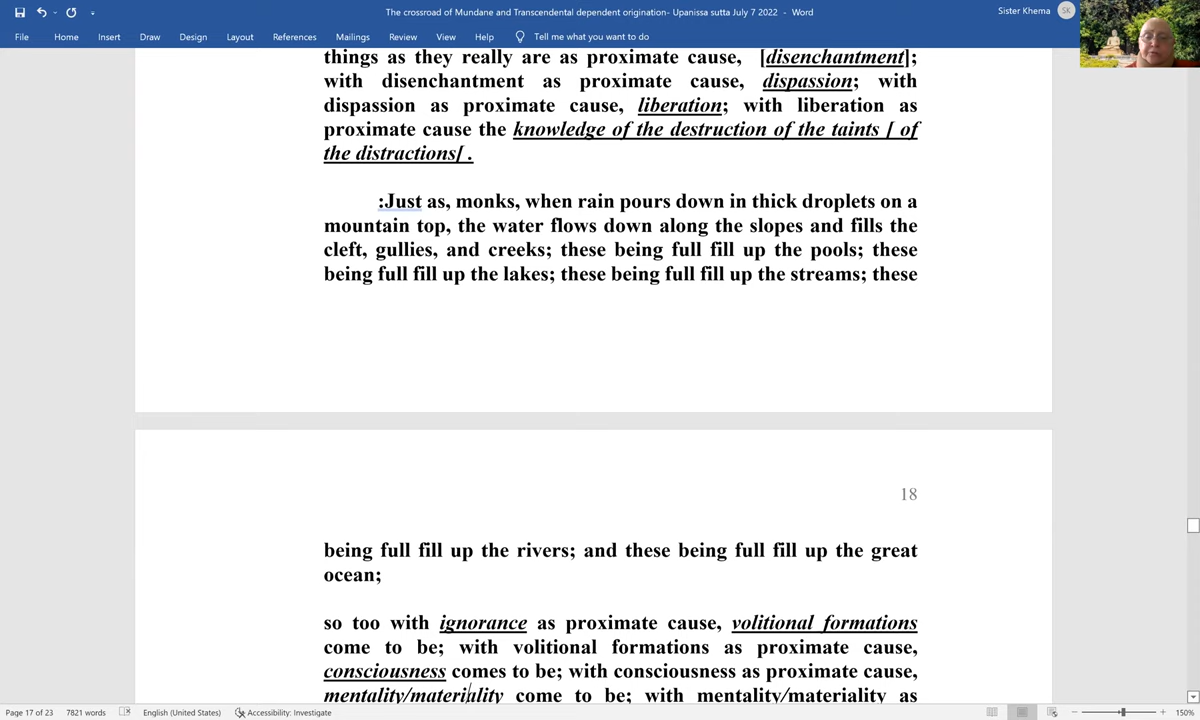 The crossroad of Mundane and Transcendental dependent origination- Upanissa sutta July 7 2022 - Word
Sister Khema SK
File Home Insert Draw Design Layout References Mailings Review View Help Tell me what you want to do
things as they really are as proximate cause, [disenchantment];
with disenchantment as proximate cause, dispassion; with
dispassion as proximate cause, liberation; with liberation as
proximate cause the knowledge of the destruction of the taints [ of
the distractions[ .
:Just as, monks, when rain pours down in thick droplets on a
mountain top, the water flows down along the slopes and fills the
cleft, gullies, and creeks; these being full fill up the pools; these
being full fill up the lakes; these being full fill up the streams; these
18
being full fill up the rivers; and these being full fill up the great
ocean;
so too with ignorance as proximate cause, volitional formations
come to be; with volitional formations as proximate cause,
consciousness comes to be; with consciousness as proximate cause,
mentality/materiality come to be; with mentality/materiality as
Page 17 of 23 7821 words English (United States) Accessibility: Investigate 150%